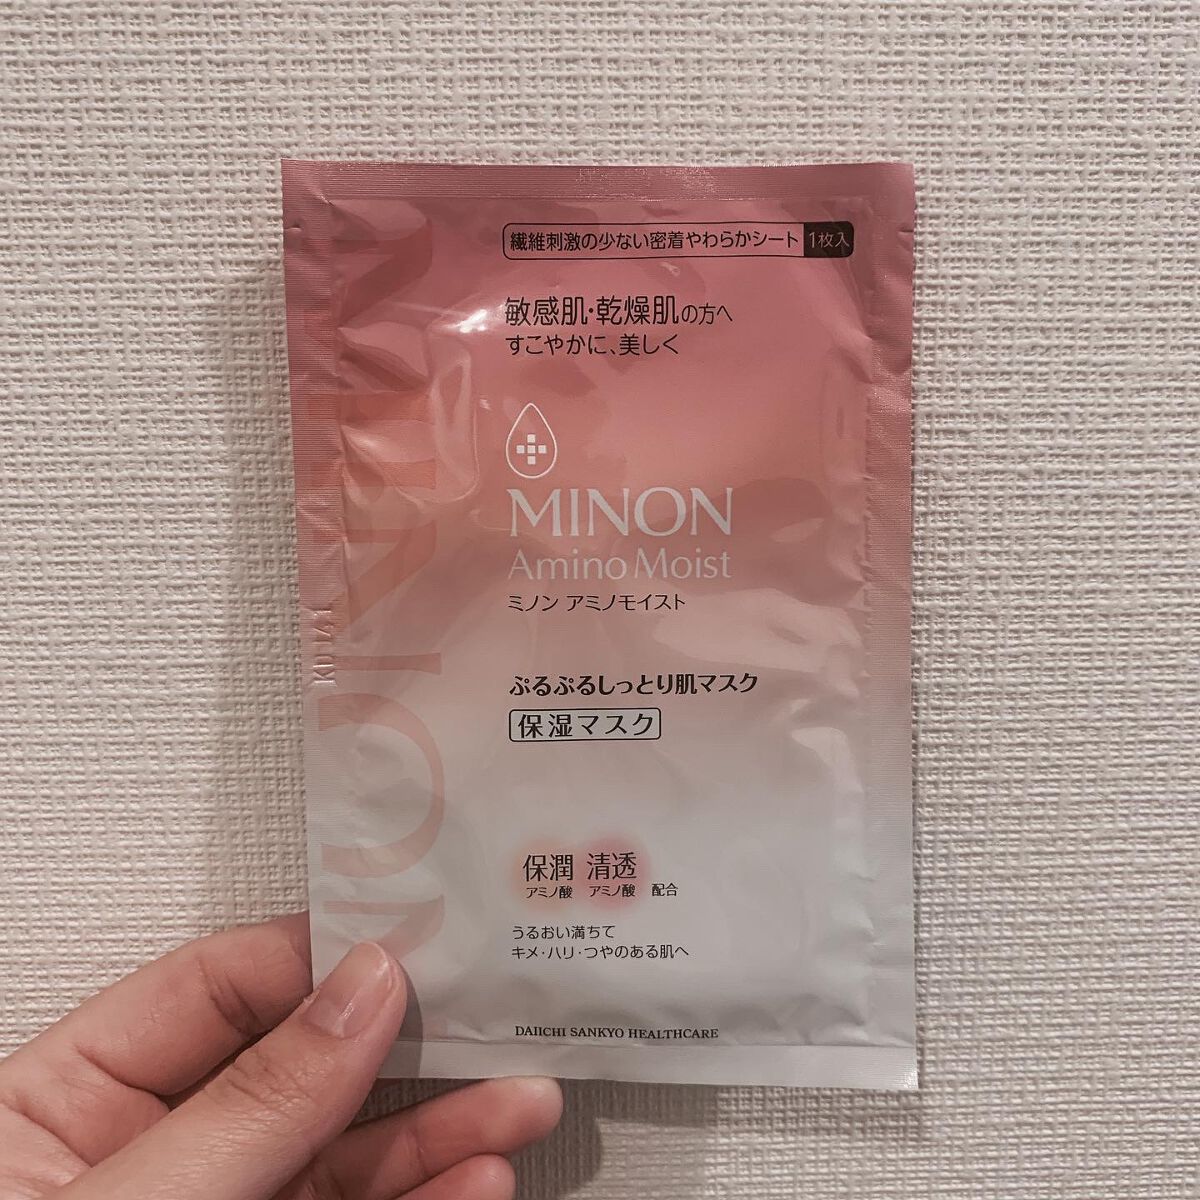 繊維刺激の少ない密着やわらかシート 1枚入
敏感肌・乾燥肌の方へ
すこやかに、美しく
MINON
Amino Moist
ミノン アミノモイスト
ぷるぷるしっとり肌マスク
保湿マスク
保潤 清透
アミノ酸 アミノ酸 配合
うるおい満ちて
キメ・ハリ・つやのある肌へ
DAIICHI SANKYO HEALTHCARE
MINON